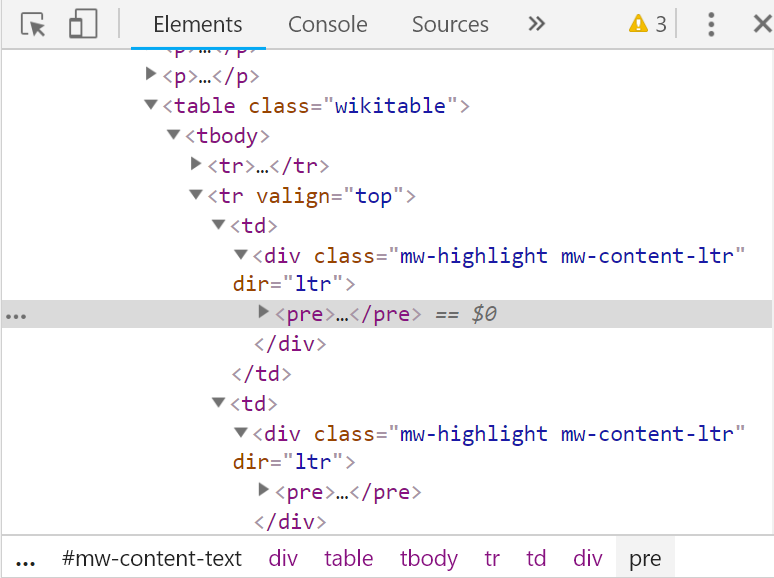 Elements Console Sources » 3
<p>…</p>
<p>…</p>
<table class="wikitable">
<tbody>
<tr>…</tr>
<tr valign="top">
<td>
<div class="mw-highlight mw-content-ltr"
dir="ltr">
… <pre>…</pre> == $0
</div>
</td>
<td>
<div class="mw-highlight mw-content-ltr"
dir="ltr">
<pre>…</pre>
</div>
… #mw-content-text div table tbody tr td div pre